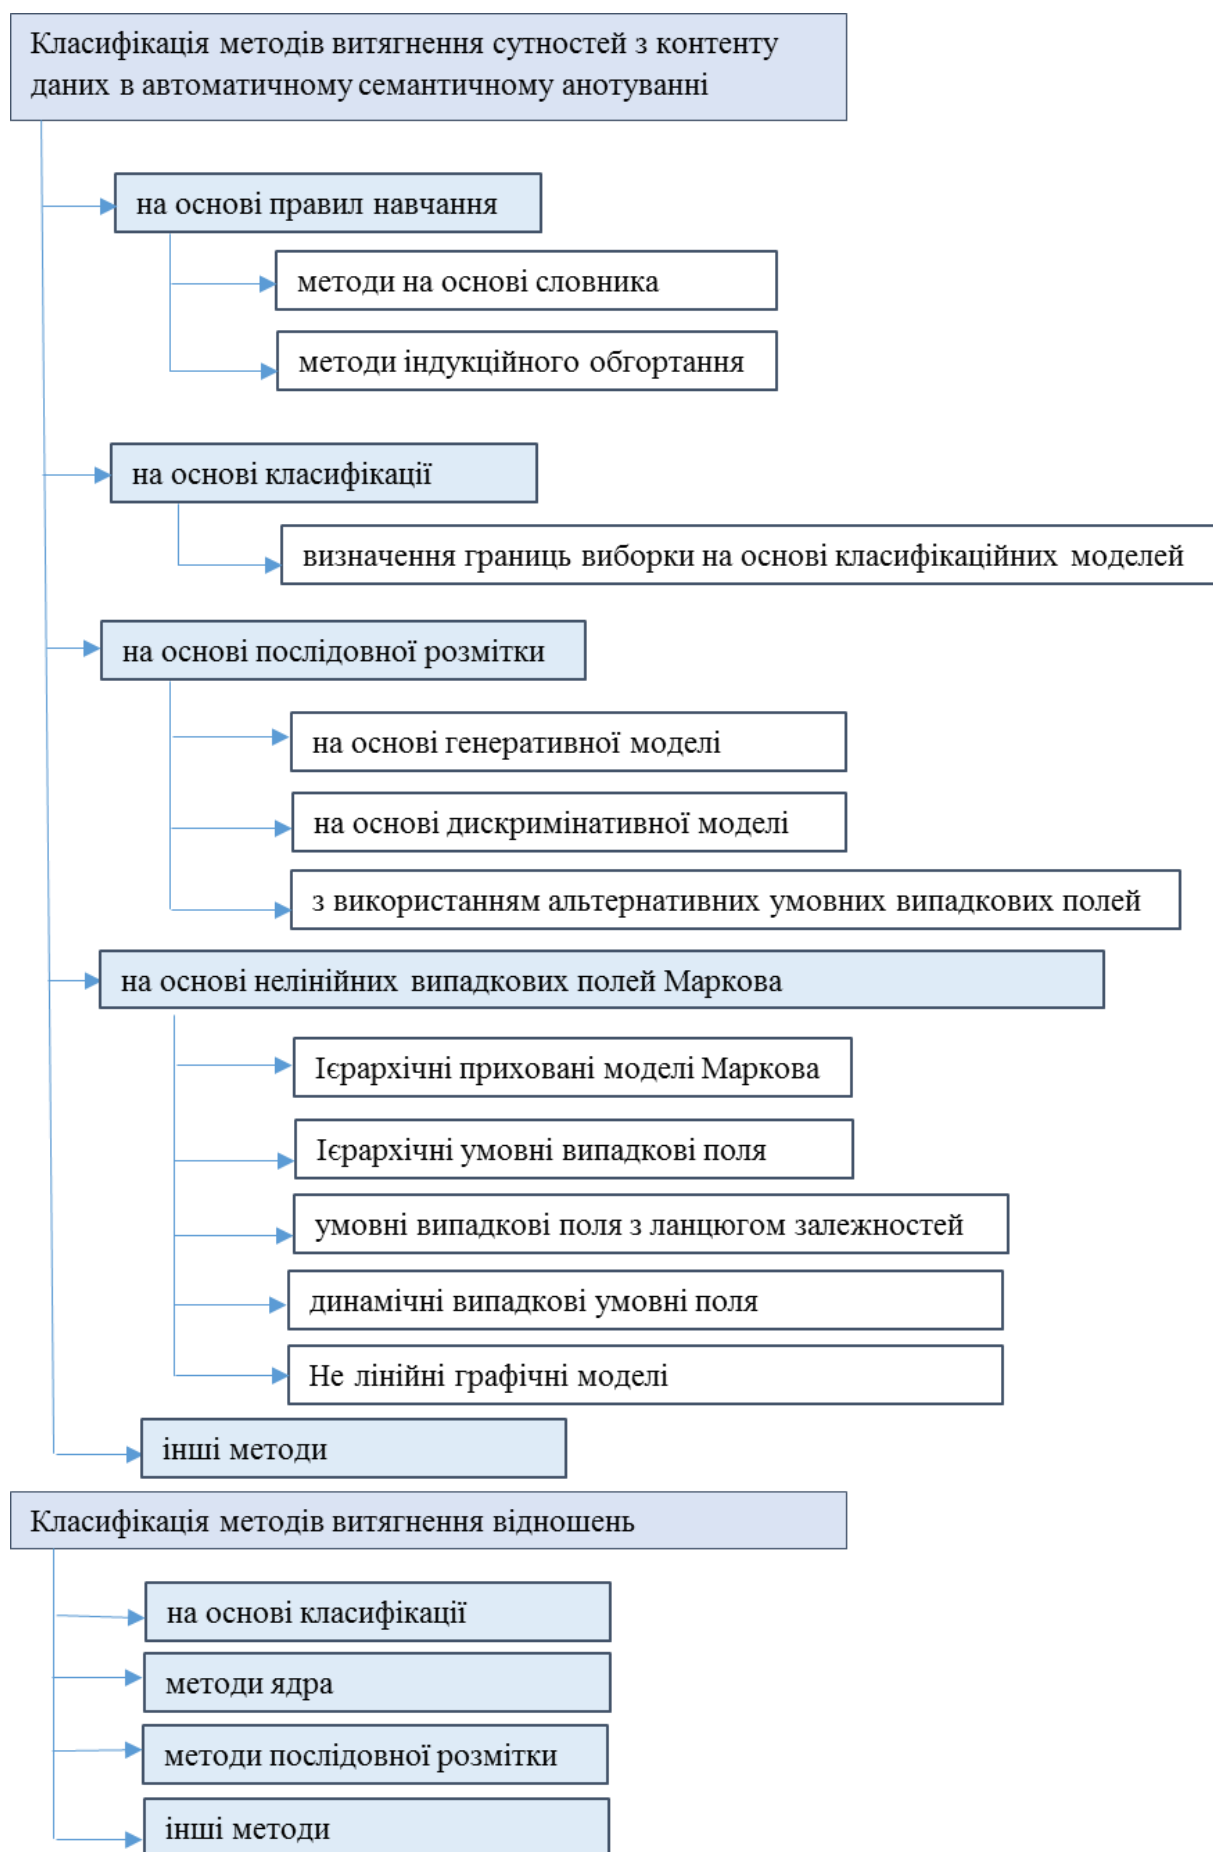 Класифікація методів витягнення сутностей з контенту
даних в автоматичному семантичному анотуванні
на основі правил навчання
методи на основі словника
методи індукційного обгортання
на основі класифікації
визначення границь виборки на основі класифікаційних моделей
на основі послідовної розмітки
на основі генеративної моделі
на основі дискримінативної моделі
з використанням альтернативних умовних випадкових полей
на основі нелінійних випадкових полей Маркова
Ієрархічні приховані моделі Маркова
Ієрархічні умовні випадкові поля
умовні випадкові поля з ланцюгом залежностей
динамічні випадкові умовні поля
Не лінійні графічні моделі
інші методи
Класифікація методів витягнення відношень
на основі класифікації
методи ядра
методи послідовної розмітки
інші методи